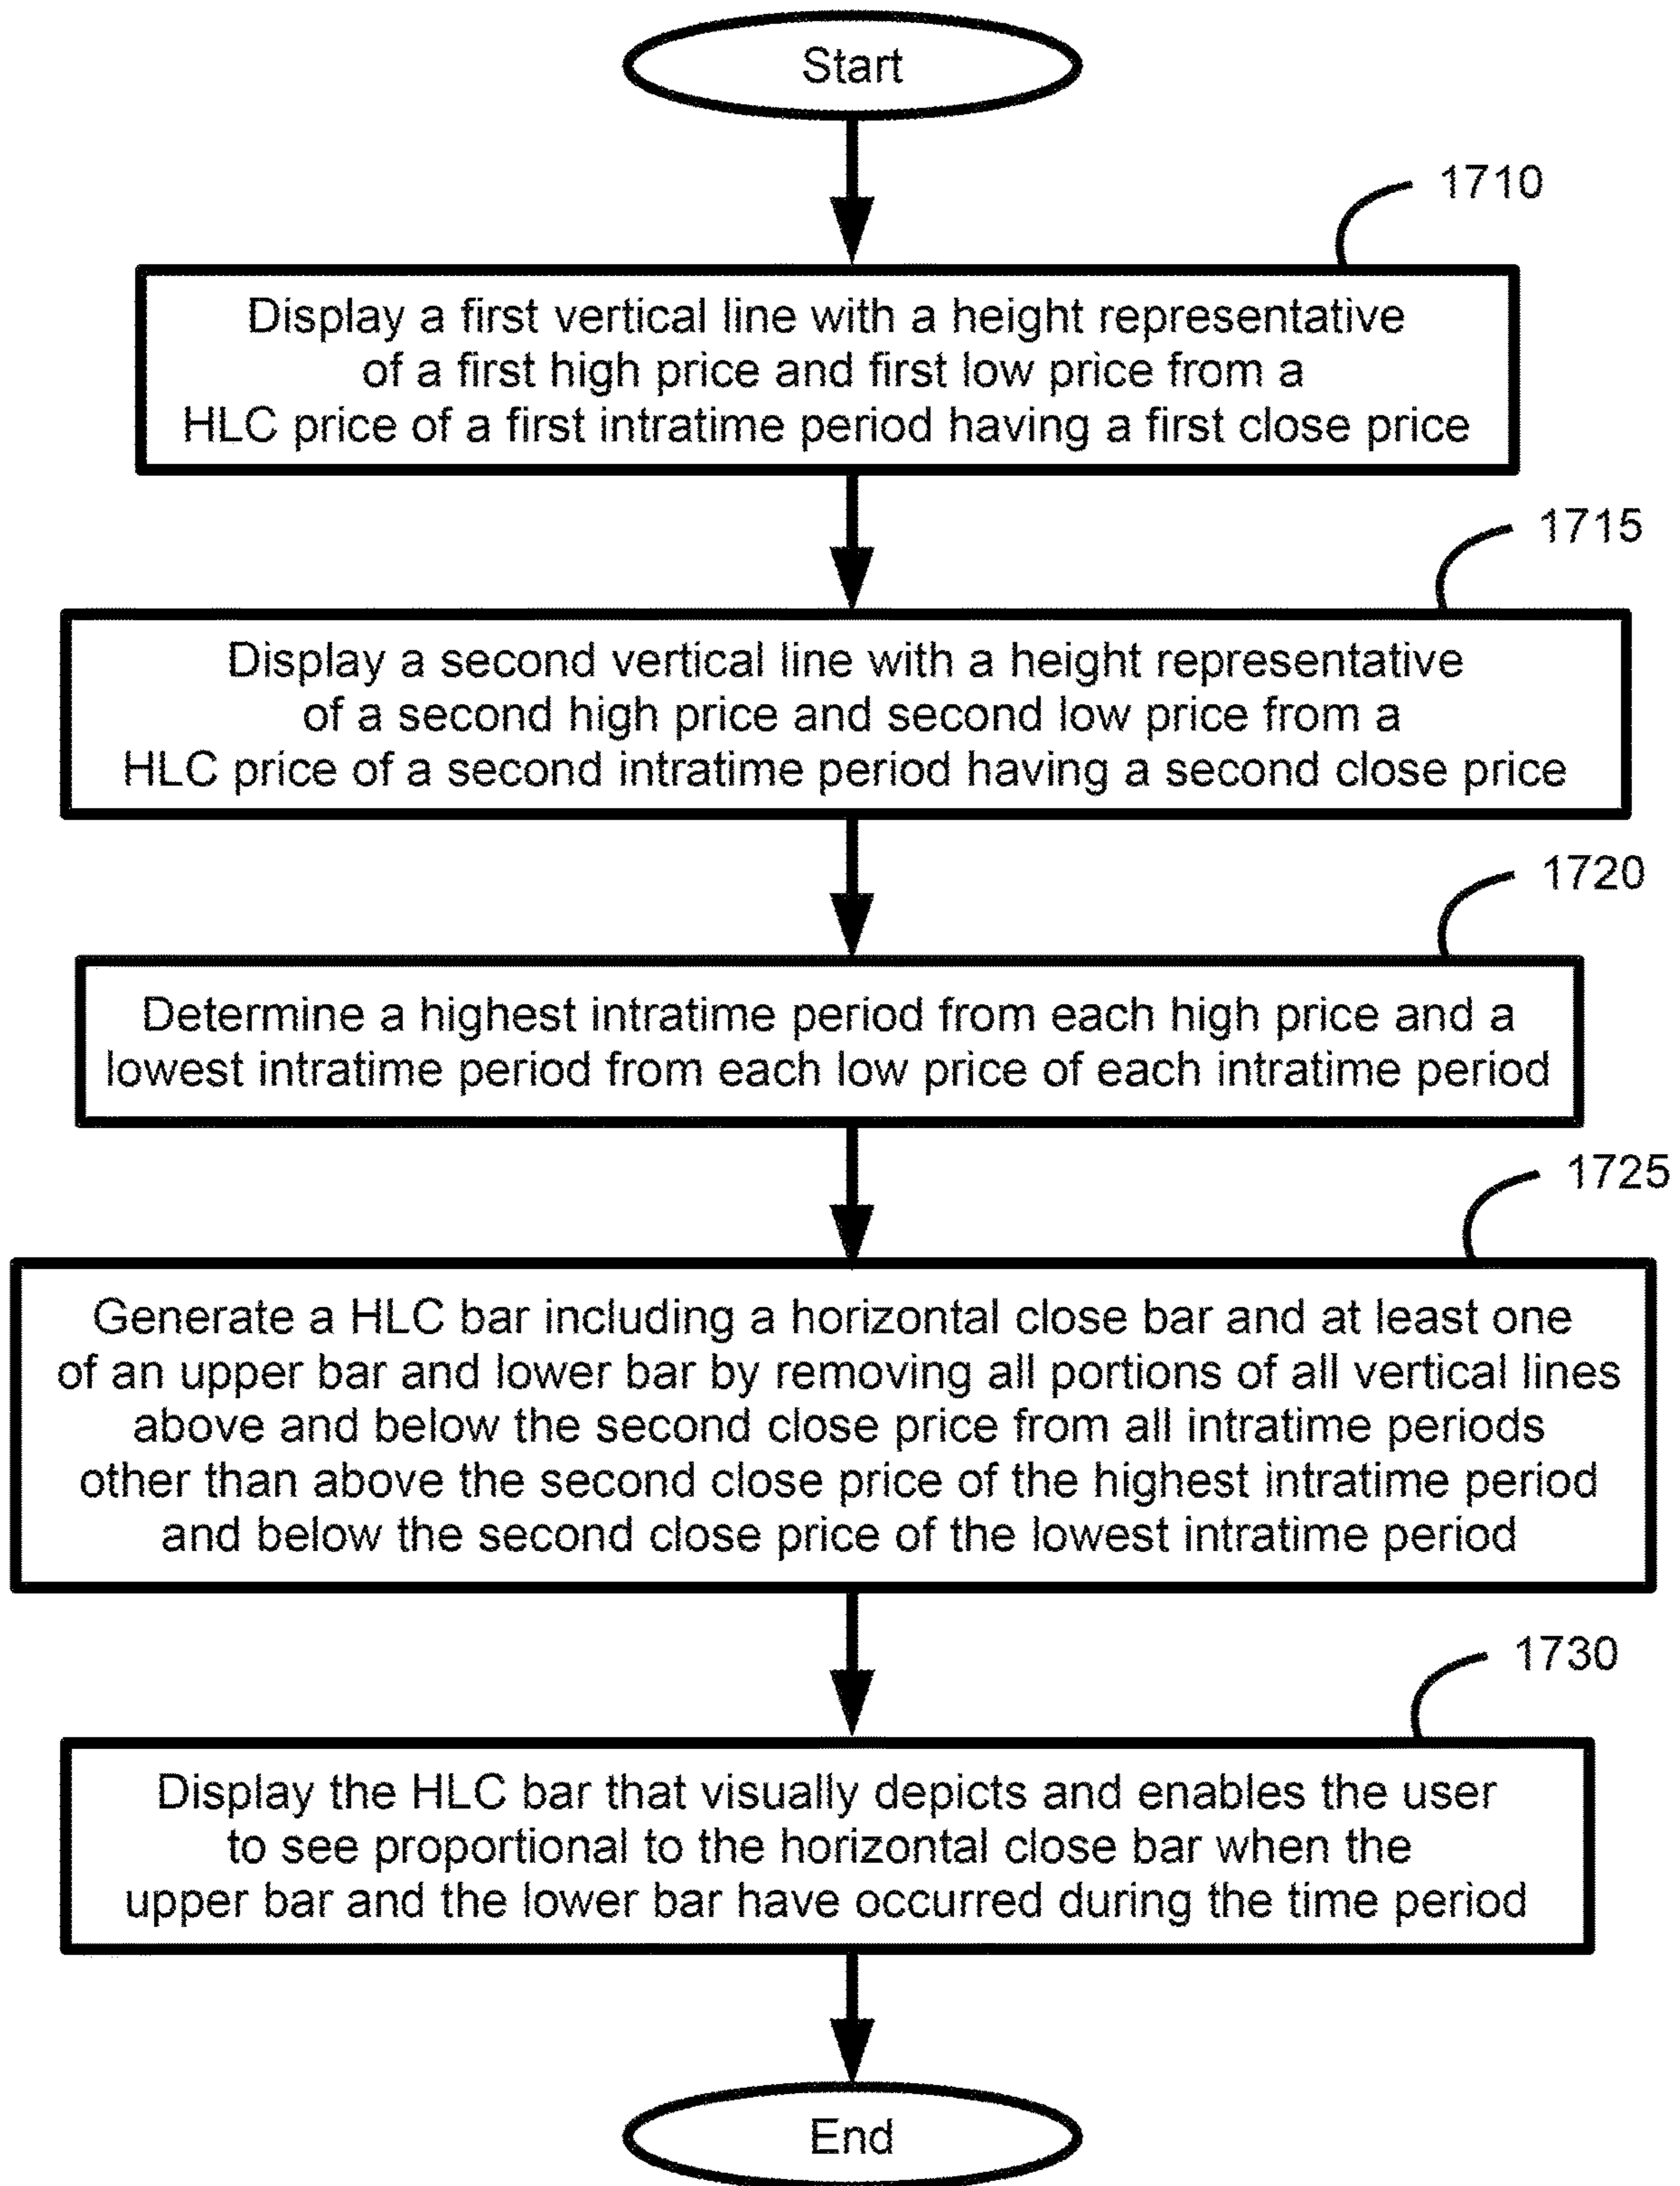 Start
1710
Display a first vertical line with a height representative
of a first high price and first low price from a
HLC price of a first intratime period having a first close price
1715
Display a second vertical line with a height representative
of a second high price and second low price from a
HLC price of a second intratime period having a second close price
1720
Determine a highest intratime period from each high price and a
lowest intratime period from each low price of each intratime period
1725
Generate a HLC bar including a horizontal close bar and at least one
of an upper bar and lower bar by removing all portions of all vertical lines
above and below the second close price from all intratime periods
other than above the second close price of the highest intratime period
and below the second close price of the lowest intratime period
1730
Display the HLC bar that visually depicts and enables the user
to see proportional to the horizontal close bar when the
upper bar and the lower bar have occurred during the time period
End